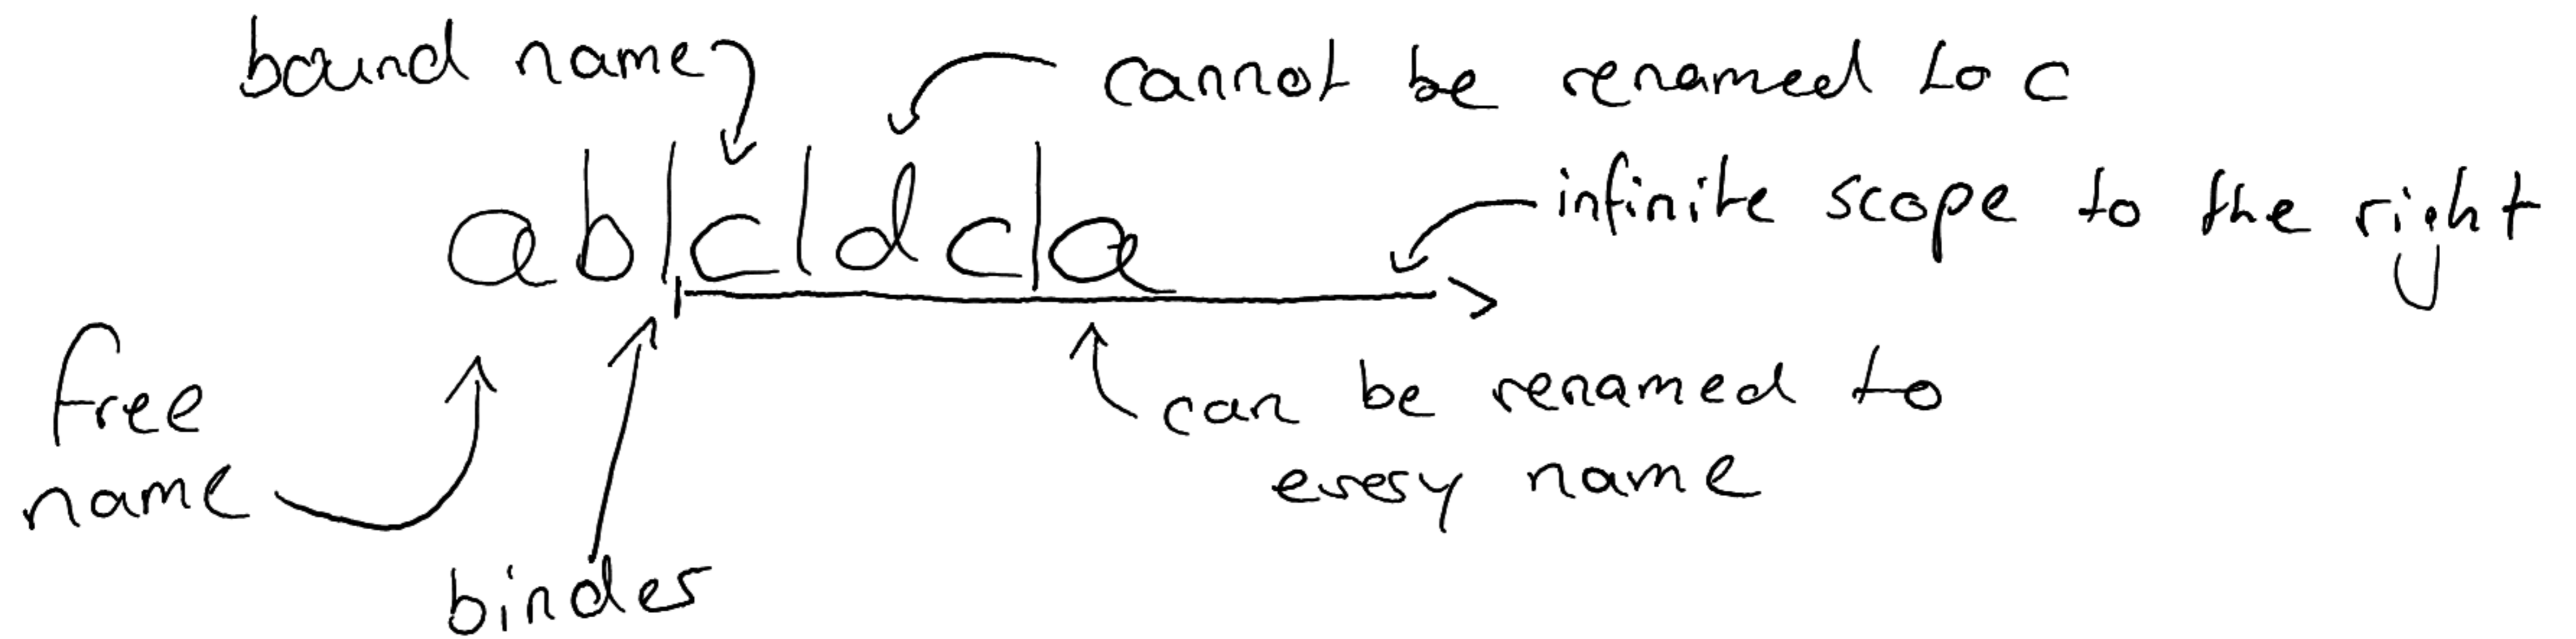 bound name
cannot be renamed to c
infinite scope to the right
ab|c|dc|a
free
name
can be renamed to
every name
binder